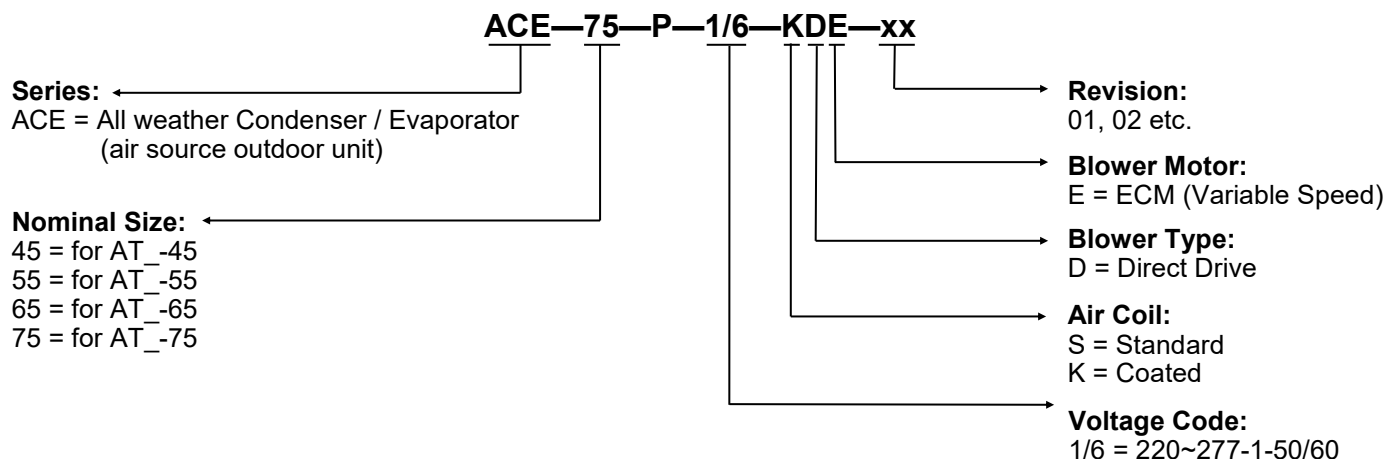 ACE—75—P—1/6—KDE—xx
Series:
ACE = All weather Condenser / Evaporator
(air source outdoor unit)
Nominal Size:
45 = for AT_-45
55 = for AT_-55
65 = for AT_-65
75 = for AT_-75
Revision:
01, 02 etc.
Blower Motor:
E = ECM (Variable Speed)
Blower Type:
D = Direct Drive
Air Coil:
S = Standard
K = Coated
Voltage Code:
1/6 = 220~277-1-50/60